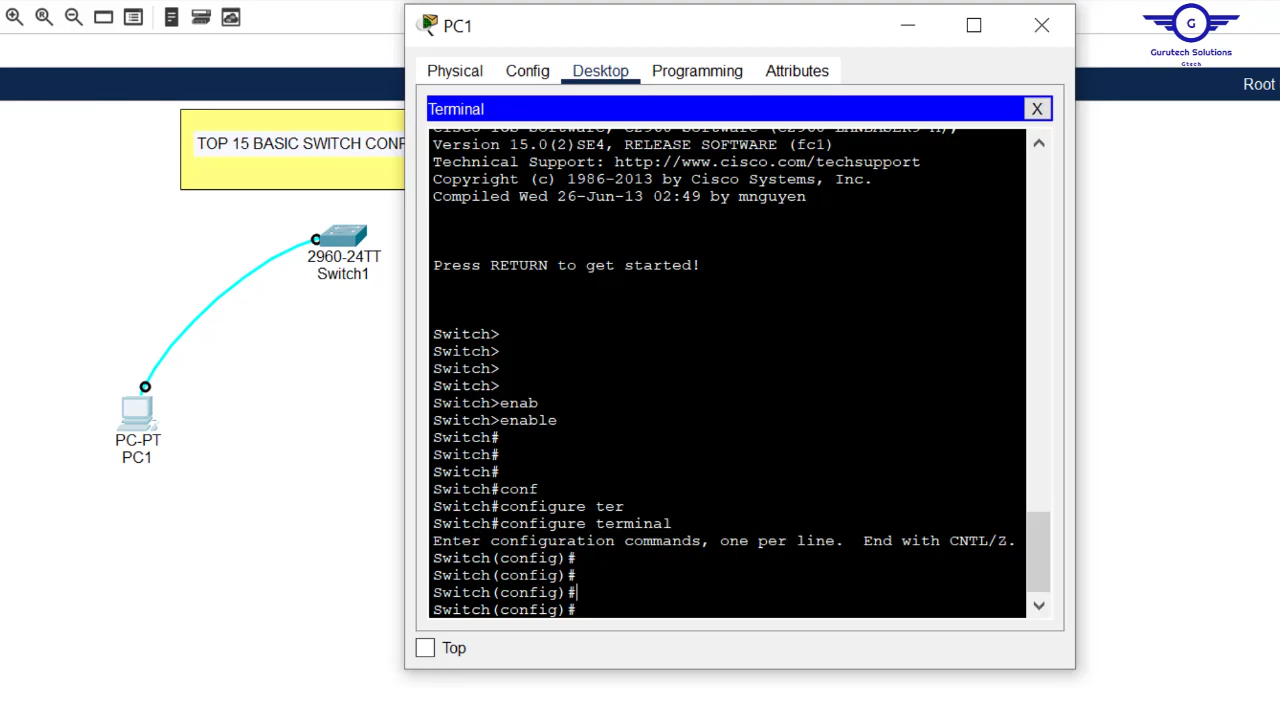 PC1
G
Gurutech Solutions
Gtech
Physical Config Desktop Programming Attributes
Root
Terminal
X
TOP 15 BASIC SWITCH CONF
Version 15.0(2)SE4, RELEASE SOFTWARE (fc1)
Technical Support: http://www.cisco.com/techsupport
Copyright (c) 1986-2013 by Cisco Systems, Inc.
Compiled Wed 26-Jun-13 02:49 by mnguyen
Press RETURN to get started!
Switch>
Switch>
Switch>
Switch>
Switch>enab
Switch>enable
Switch#
Switch#
Switch#
Switch#conf
Switch#configure ter
Switch#configure terminal
Enter configuration commands, one per line. End with CNTL/Z.
Switch(config)#
Switch(config)#
Switch(config)#
Switch(config)#
2960-24TT
Switch1
PC-PT
PC1
Top